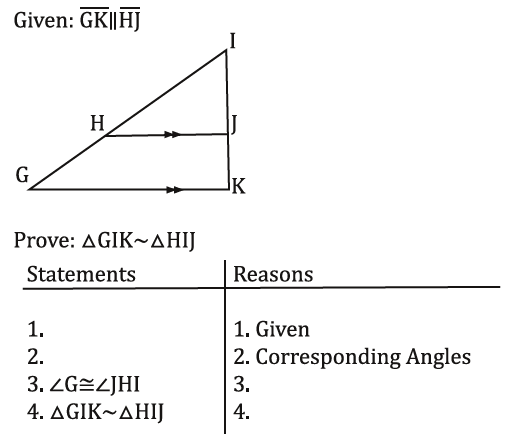 Given: GK∥HJ
I
H
J
G
K
Prove: △GIK~△HIJ
Statements Reasons
1. 1. Given
2. 2. Corresponding Angles
3. ∠G≅∠JHI 3.
4. △GIK~△HIJ 4.